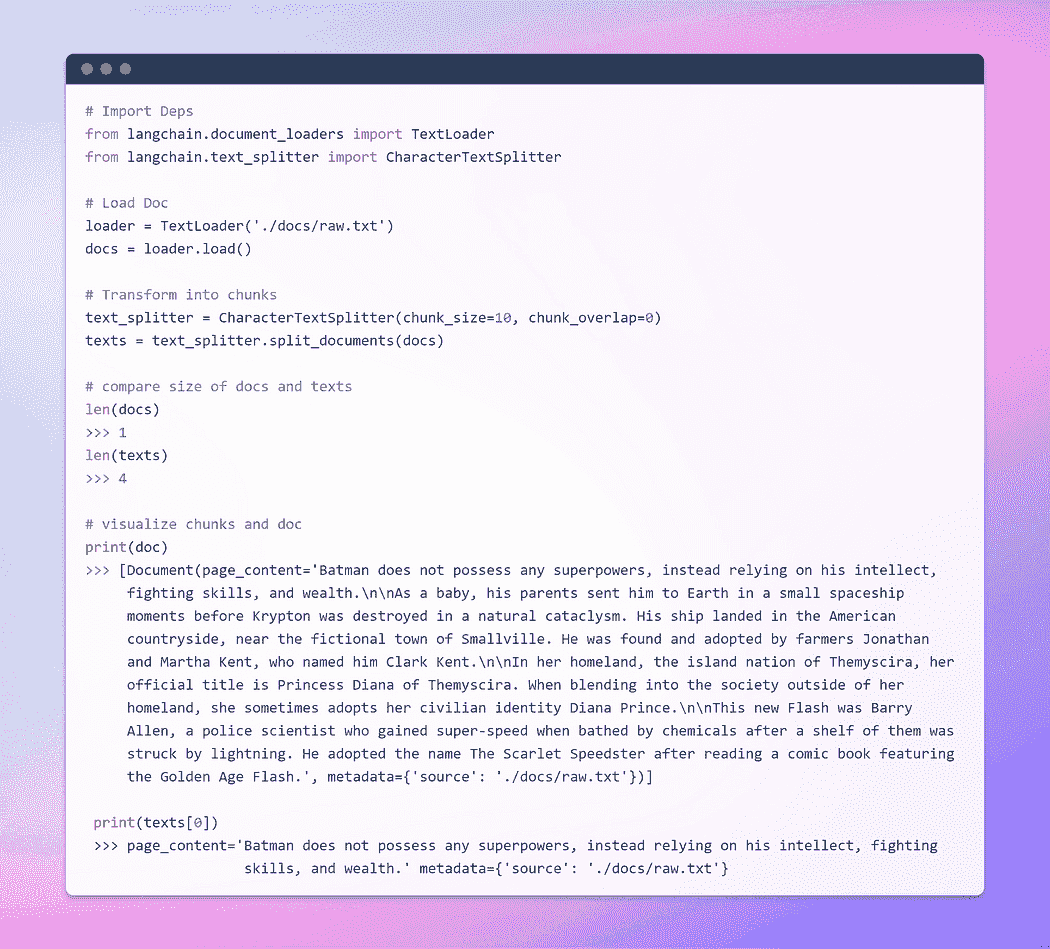 # Import Deps
from langchain.document_loaders import TextLoader
from langchain.text_splitter import CharacterTextSplitter
# Load Doc
loader = TextLoader('./docs/raw.txt')
docs = loader.load()
# Transform into chunks
text_splitter = CharacterTextSplitter(chunk_size=10, chunk_overlap=0)
texts = text_splitter.split_documents(docs)
# compare size of docs and texts
len(docs)
>>> 1
len(texts)
>>> 4
# visualize chunks and doc
print(doc)
>>> [Document(page_content='Batman does not possess any superpowers, instead relying on his intellect,
fighting skills, and wealth.\n\nAs a baby, his parents sent him to Earth in a small spaceship
moments before Krypton was destroyed in a natural cataclysm. His ship landed in the American
countryside, near the fictional town of Smallville. He was found and adopted by farmers Jonathan
and Martha Kent, who named him Clark Kent.\n\nIn her homeland, the island nation of Themyscira, her
official title is Princess Diana of Themyscira. When blending into the society outside of her
homeland, she sometimes adopts her civilian identity Diana Prince.\n\nThis new Flash was Barry
Allen, a police scientist who gained super-speed when bathed by chemicals after a shelf of them was
struck by lightning. He adopted the name The Scarlet Speedster after reading a comic book featuring
the Golden Age Flash.', metadata={'source': './docs/raw.txt'})]
print(texts[0])
>>> page_content='Batman does not possess any superpowers, instead relying on his intellect, fighting
skills, and wealth.' metadata={'source': './docs/raw.txt'}